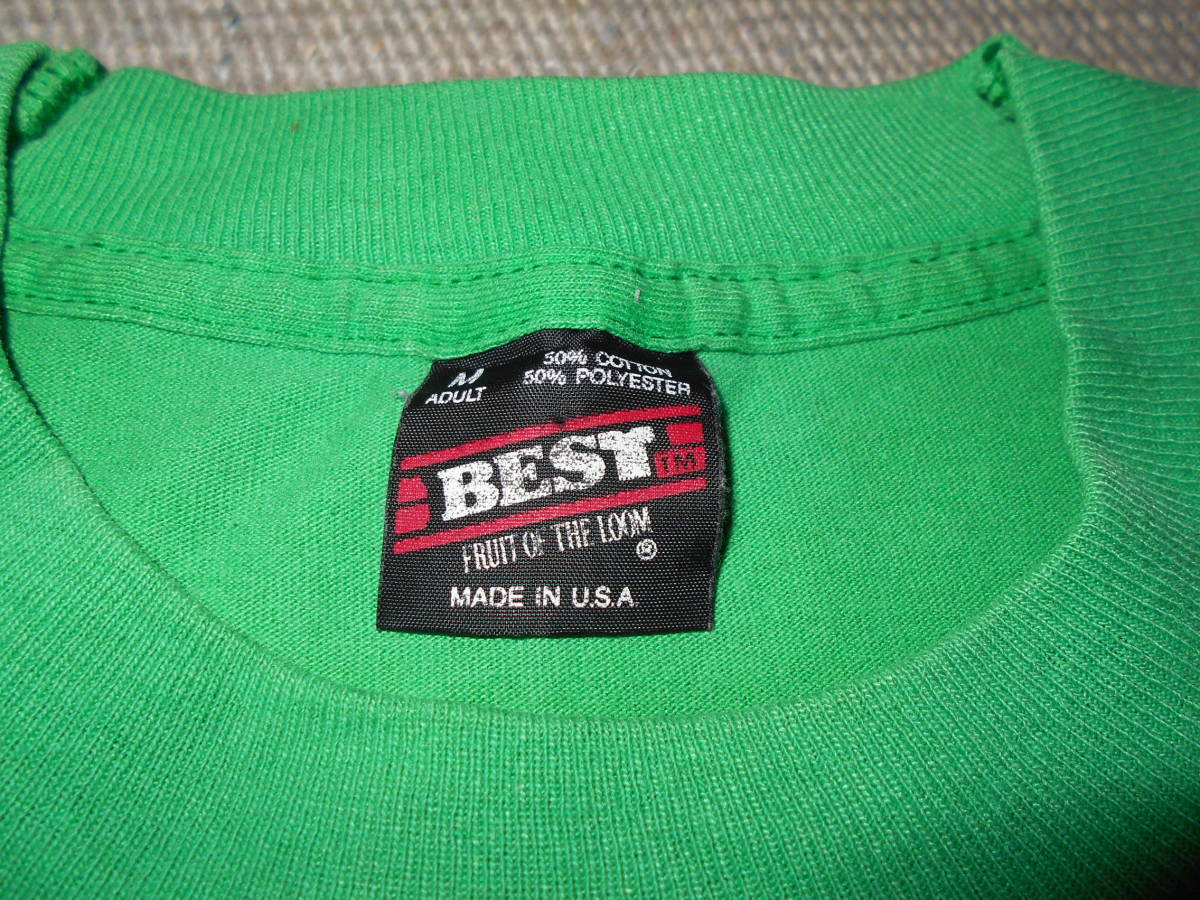 M
ADULT
50% COTTON
50% POLYESTER
BEST TM
FRUIT OF THE LOOM ®
MADE IN U.S.A.